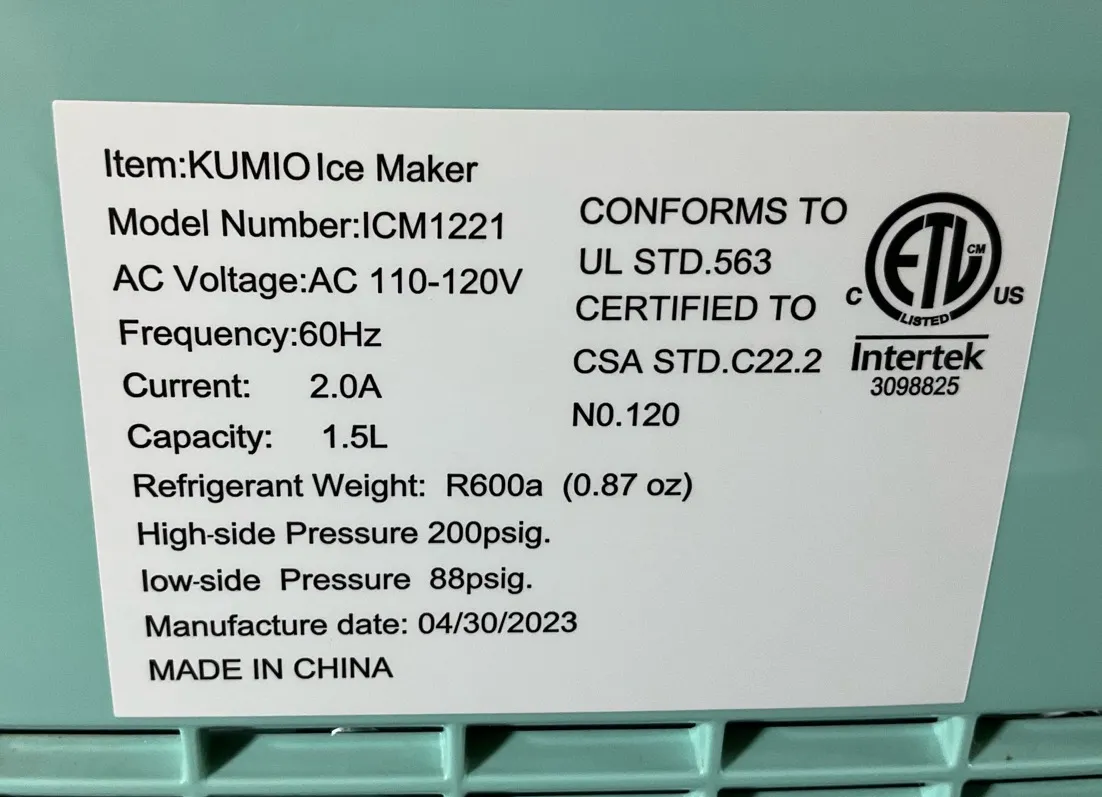 Item:KUMIO Ice Maker
Model Number:ICM1221
AC Voltage:AC 110-120V
Frequency:60Hz
Current: 2.0A
Capacity: 1.5L
Refrigerant Weight: R600a (0.87 oz)
High-side Pressure 200psig.
low-side Pressure 88psig.
Manufacture date: 04/30/2023
MADE IN CHINA
CONFORMS TO
UL STD.563
CERTIFIED TO
CSA STD.C22.2
N0.120
ETL CM
LISTED
C US
Intertek
3098825